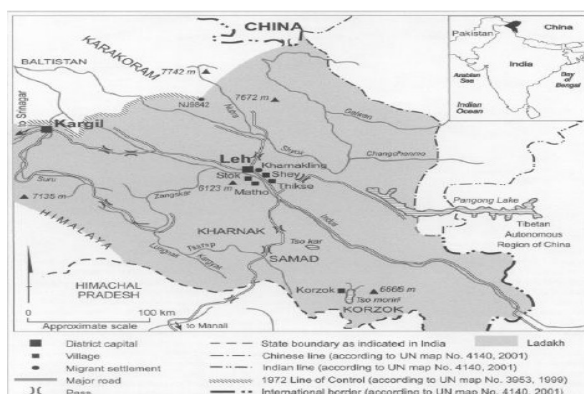 CHINA
China
Pakistan
India
Arabian
Sea
Bay
of
Bengal
Indian
Ocean
KARAKORAM
7742 m
BALTISTAN
NJ9842
7672 m
to Srinagar
Kargil
Nubra
Shyok
Galwan
Changchenmo
Leh
Kharnakling
Stok
Shey
Thikse
Matho
6123 m
Suru
7135 m
Zangskar
HIMALAYA
Indus
Pangong Lake
Tibetan
Autonomous
Region of China
KHARNAK
Tso kar
Lungnak
Kargyal
SAMAD
HIMACHAL
PRADESH
Korzok
6666 m
Tso moriri
KORZOK
0
100 km
Approximate scale
to Manali
District capital
Village
Migrant settlement
Major road
Pass
State boundary as indicated in India
Chinese line (according to UN map No. 4140, 2001)
Indian line (according to UN map No. 4140, 2001)
1972 Line of Control (according to UN map No. 3953, 1999)
International border (according to UN map No. 4140, 2001)
Ladakh